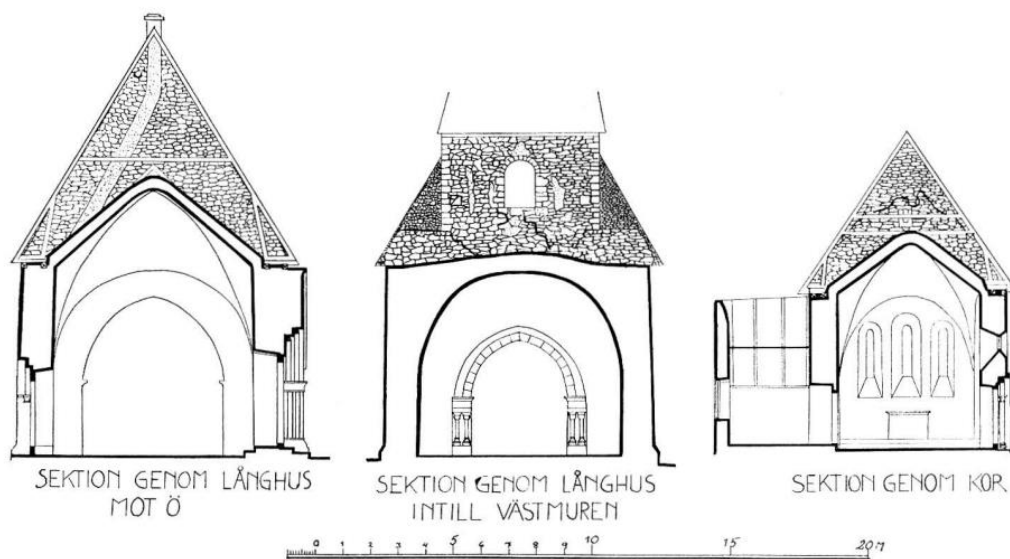 SEKTION GENOM LÅNGHUS
MOT Ö
SEKTION GENOM LÅNGHUS
INTILL VÄSTMUREN
SEKTION GENOM KOR
0 1 2 3 4 5 6 7 8 9 10 15 20 M